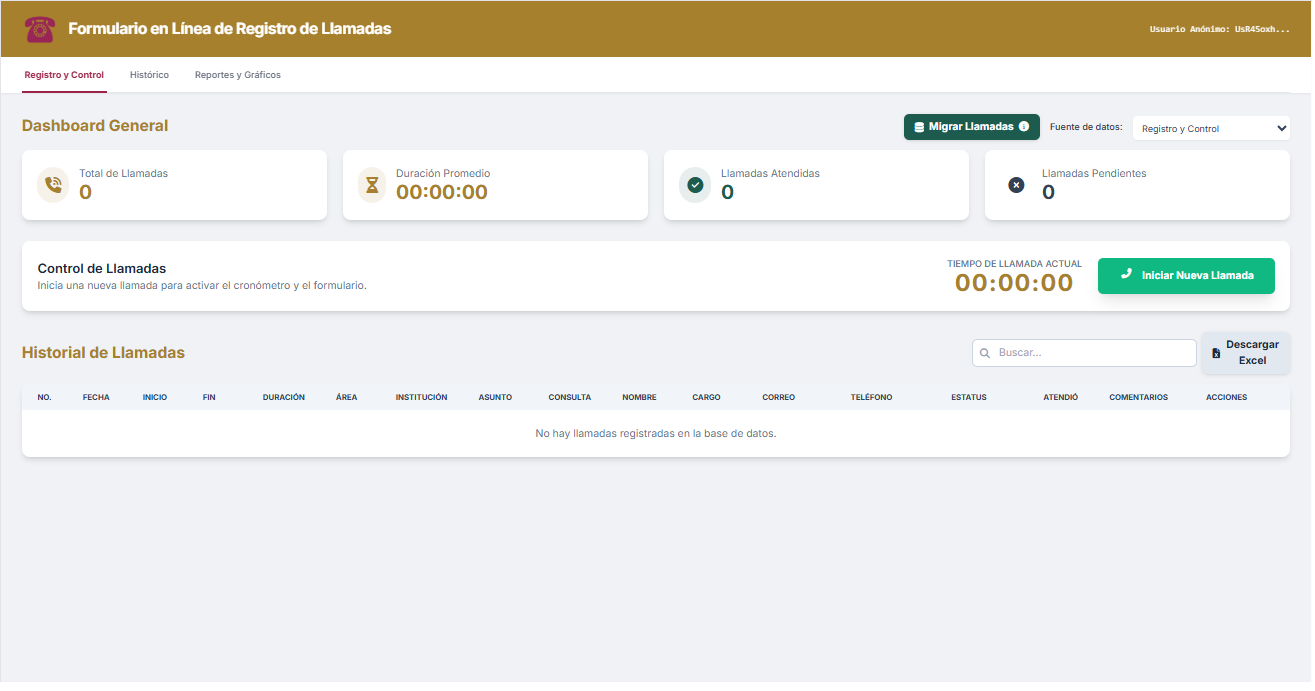 Formulario en Línea de Registro de Llamadas
Usuario Anónimo: UsR45oxh...
Registro y Control
Histórico
Reportes y Gráficos
Dashboard General
Migrar Llamadas
Fuente de datos:
Registro y Control
Total de Llamadas
0
Duración Promedio
00:00:00
Llamadas Atendidas
0
Llamadas Pendientes
0
Control de Llamadas
Inicia una nueva llamada para activar el cronómetro y el formulario.
TIEMPO DE LLAMADA ACTUAL
00:00:00
Iniciar Nueva Llamada
Historial de Llamadas
Buscar...
Descargar
Excel
NO. FECHA INICIO FIN DURACIÓN ÁREA INSTITUCIÓN ASUNTO CONSULTA NOMBRE CARGO CORREO TELÉFONO ESTATUS ATENDIÓ COMENTARIOS ACCIONES
No hay llamadas registradas en la base de datos.